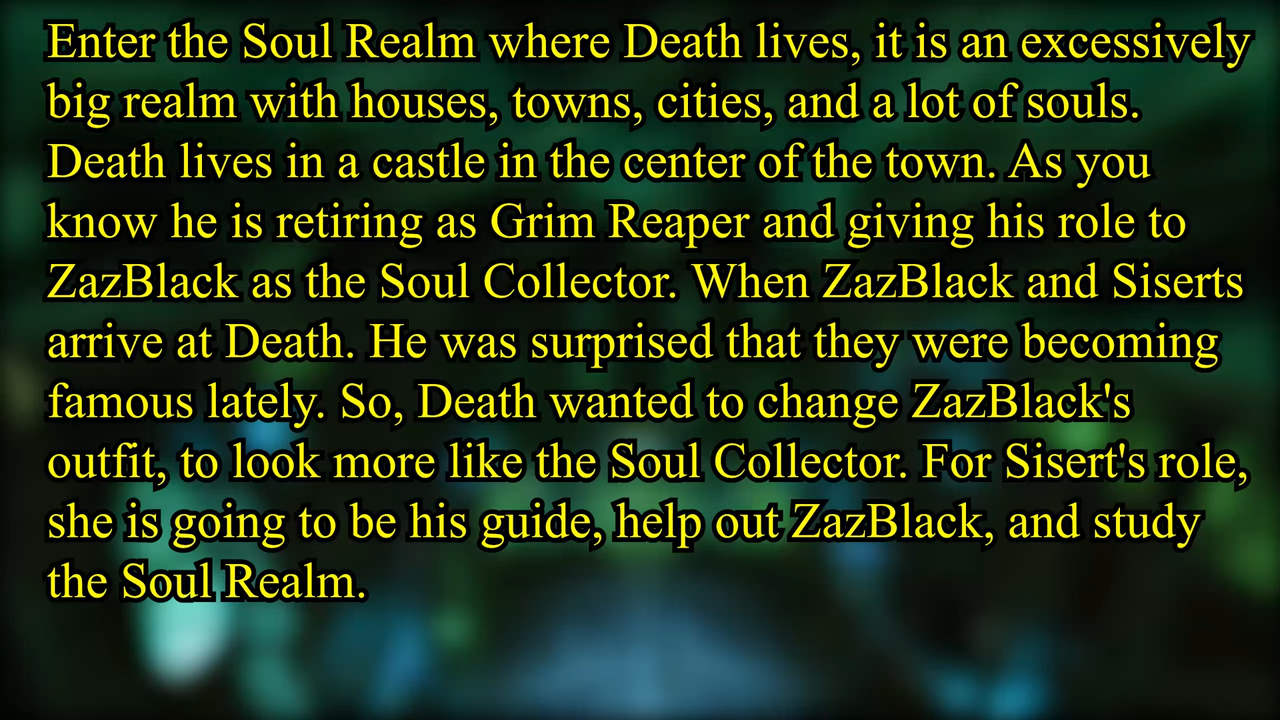 Enter the Soul Realm where Death lives, it is an excessively
big realm with houses, towns, cities, and a lot of souls.
Death lives in a castle in the center of the town. As you
know he is retiring as Grim Reaper and giving his role to
ZazBlack as the Soul Collector. When ZazBlack and Siserts
arrive at Death. He was surprised that they were becoming
famous lately. So, Death wanted to change ZazBlack's
outfit, to look more like the Soul Collector. For Sisert's role,
she is going to be his guide, help out ZazBlack, and study
the Soul Realm.